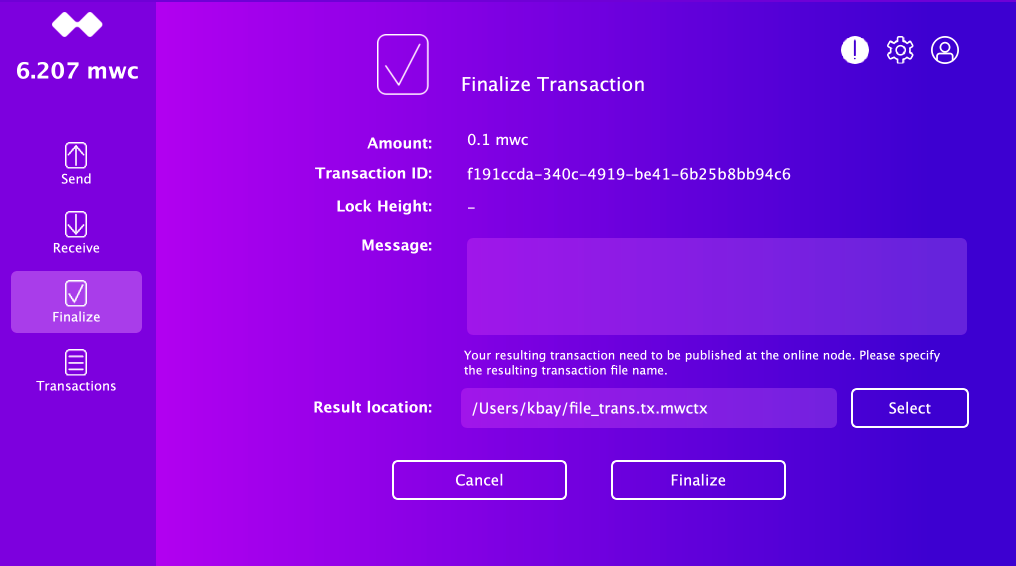 6.207 mwc
Send
Receive
Finalize
Transactions
Finalize Transaction
Amount: 0.1 mwc
Transaction ID: f191ccda-340c-4919-be41-6b25b8bb94c6
Lock Height: –
Message:
Your resulting transaction need to be published at the online node. Please specify
the resulting transaction file name.
Result location: /Users/kbay/file_trans.tx.mwctx Select
Cancel Finalize